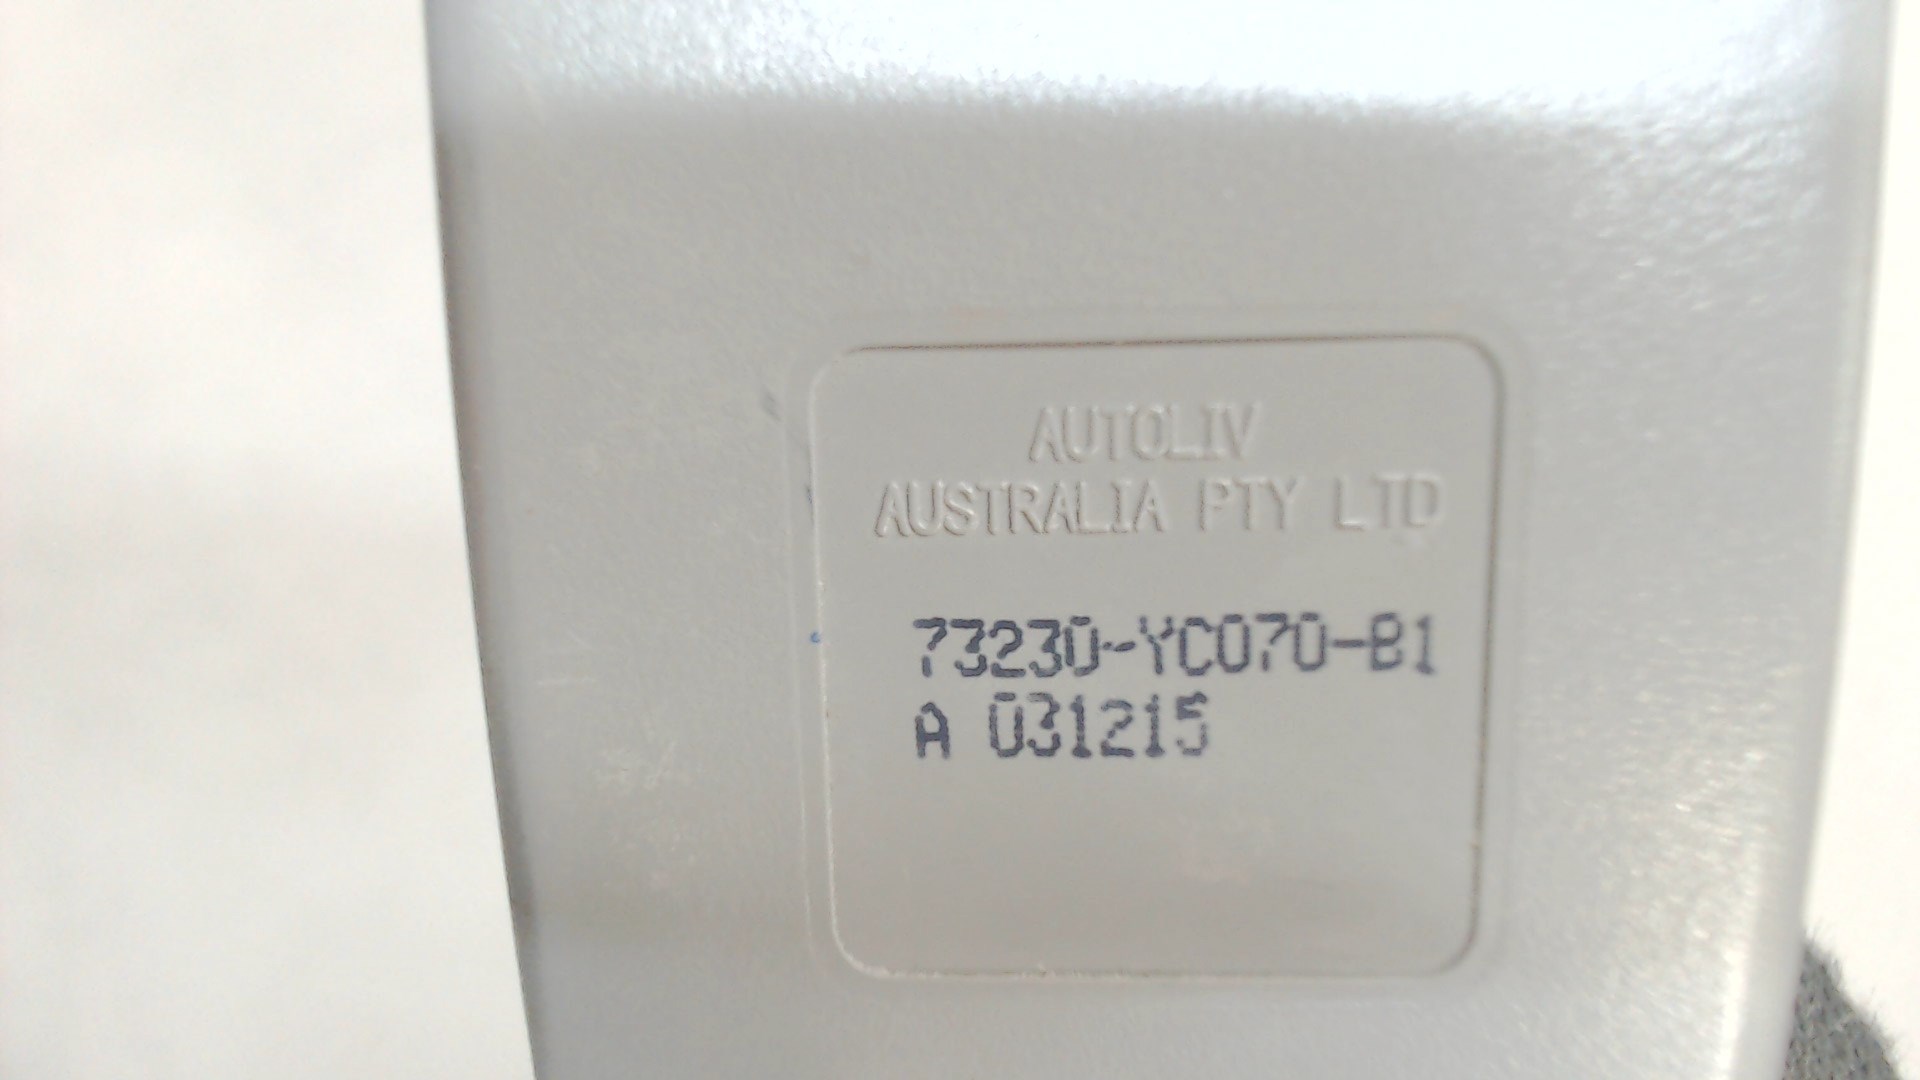 AUTOLIV
AUSTRALIA PTY LTD
73230-YC070-B1
A 031215